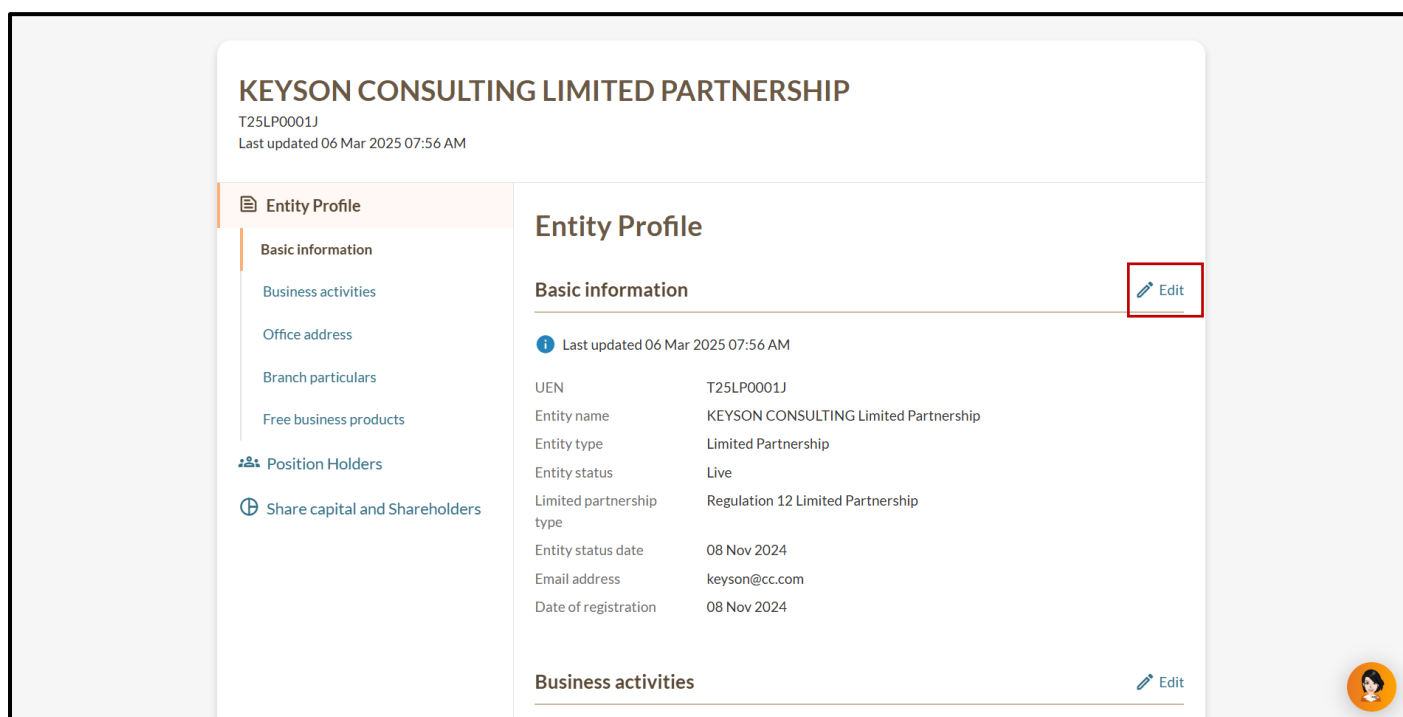 KEYSON CONSULTING LIMITED PARTNERSHIP
T25LP0001J
Last updated 06 Mar 2025 07:56 AM
Entity Profile
Basic information
Business activities
Office address
Branch particulars
Free business products
Position Holders
Share capital and Shareholders
Entity Profile
Basic information
Edit
Last updated 06 Mar 2025 07:56 AM
UEN T25LP0001J
Entity name KEYSON CONSULTING Limited Partnership
Entity type Limited Partnership
Entity status Live
Limited partnership Regulation 12 Limited Partnership
type
Entity status date 08 Nov 2024
Email address keyson@cc.com
Date of registration 08 Nov 2024
Business activities
Edit